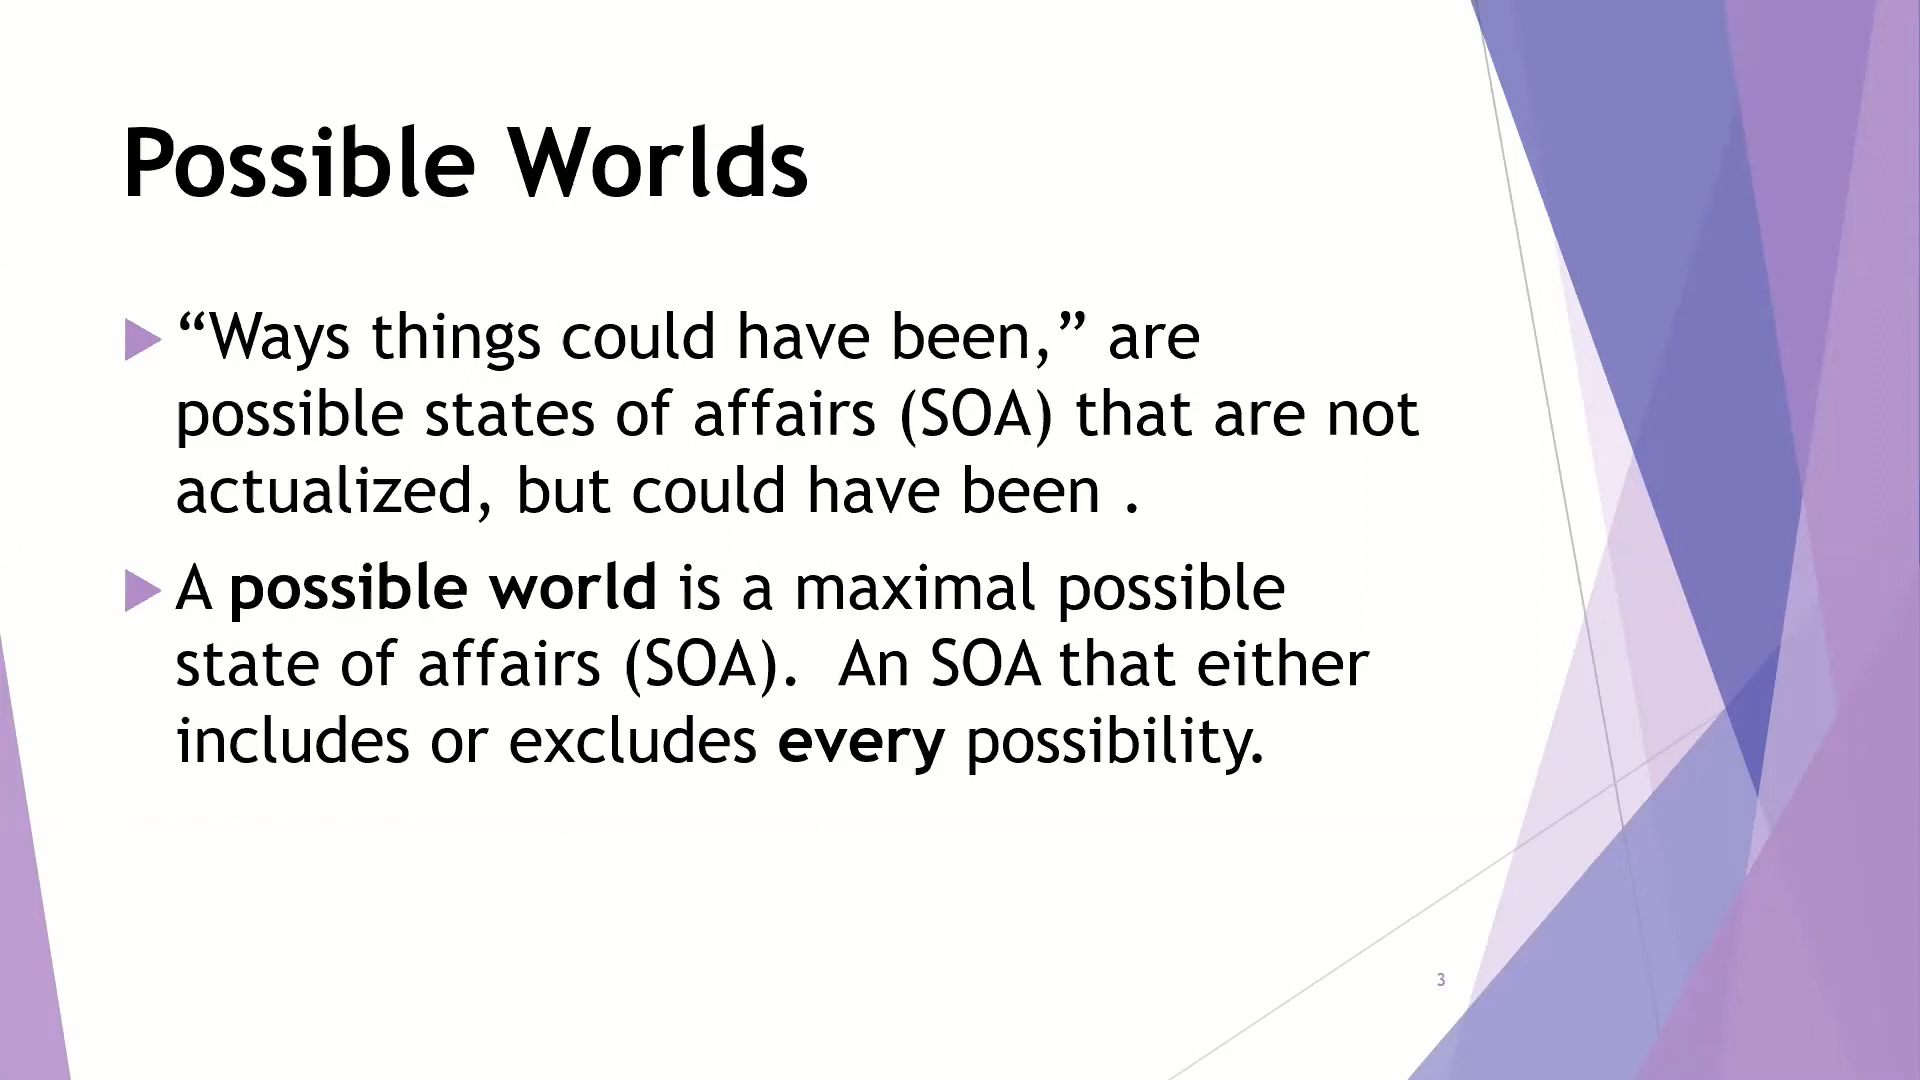 Possible Worlds
“Ways things could have been,” are
possible states of affairs (SOA) that are not
actualized, but could have been .
A possible world is a maximal possible
state of affairs (SOA).  An SOA that either
includes or excludes every possibility.
3